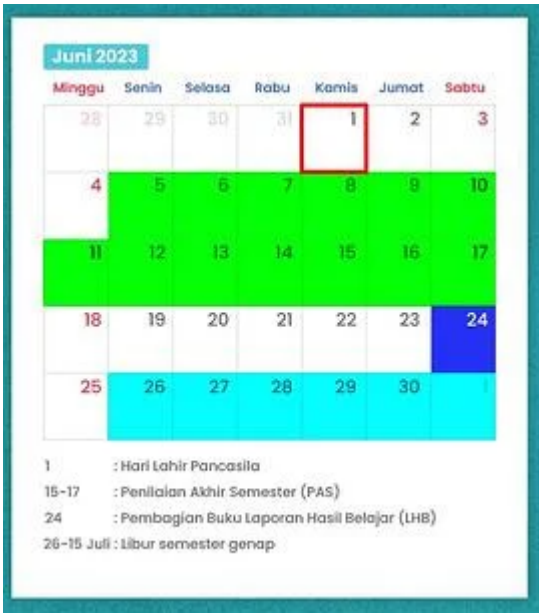 Juni 2023
Minggu Senin Selasa Rabu Kamis Jumat Sabtu
28 29 30 31 1 2 3
4 5 6 7 8 9 10
11 12 13 14 15 16 17
18 19 20 21 22 23 24
25 26 27 28 29 30 1
1 : Hari Lahir Pancasila
15-17 : Penilaian Akhir Semester (PAS)
24 : Pembagian Buku Laporan Hasil Belajar (LHB)
26-15 Juli : Libur semester genap